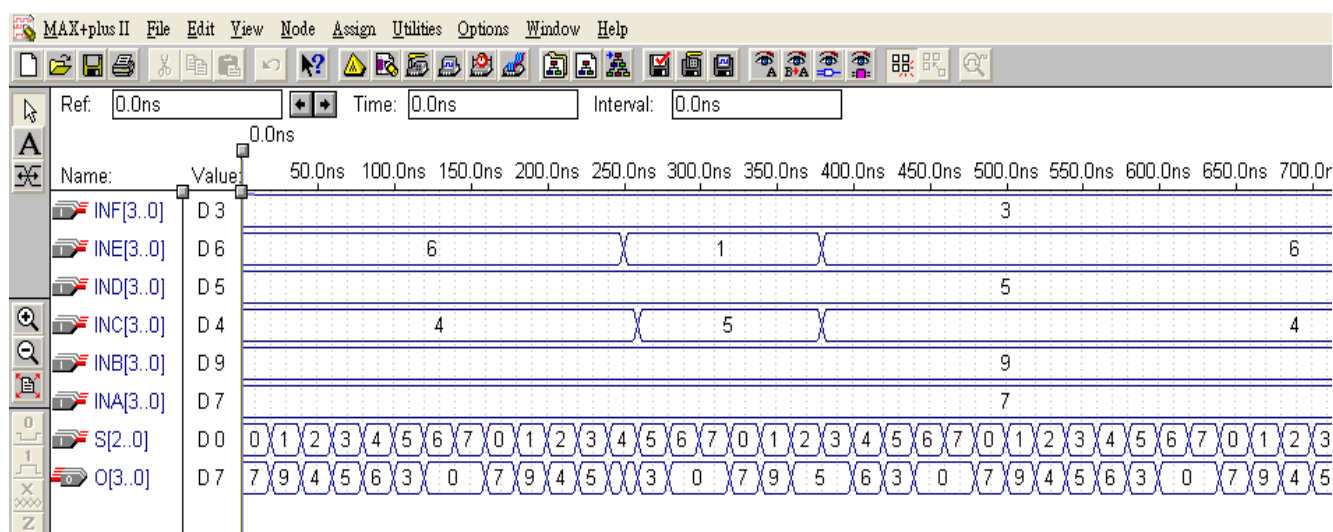 MAX+plus II File Edit View Node Assign Utilities Options Window Help
Ref: 0.0ns Time: 0.0ns Interval: 0.0ns
0.0ns
Name: Value: 50.0ns 100.0ns 150.0ns 200.0ns 250.0ns 300.0ns 350.0ns 400.0ns 450.0ns 500.0ns 550.0ns 600.0ns 650.0ns 700.0n
INF[3..0] D 3 3
INE[3..0] D 6 6 1 6
IND[3..0] D 5 5
INC[3..0] D 4 4 5 4
INB[3..0] D 9 9
INA[3..0] D 7 7
S[2..0] D 0 0 1 2 3 4 5 6 7 0 1 2 3 4 5 6 7 0 1 2 3 4 5 6 7 0 1 2 3 4 5 6 7 0 1 2 3
O[3..0] D 7 7 9 4 5 6 3 0 7 9 4 5 3 0 7 9 5 6 3 0 7 9 4 5 6 3 0 7 9 4 5